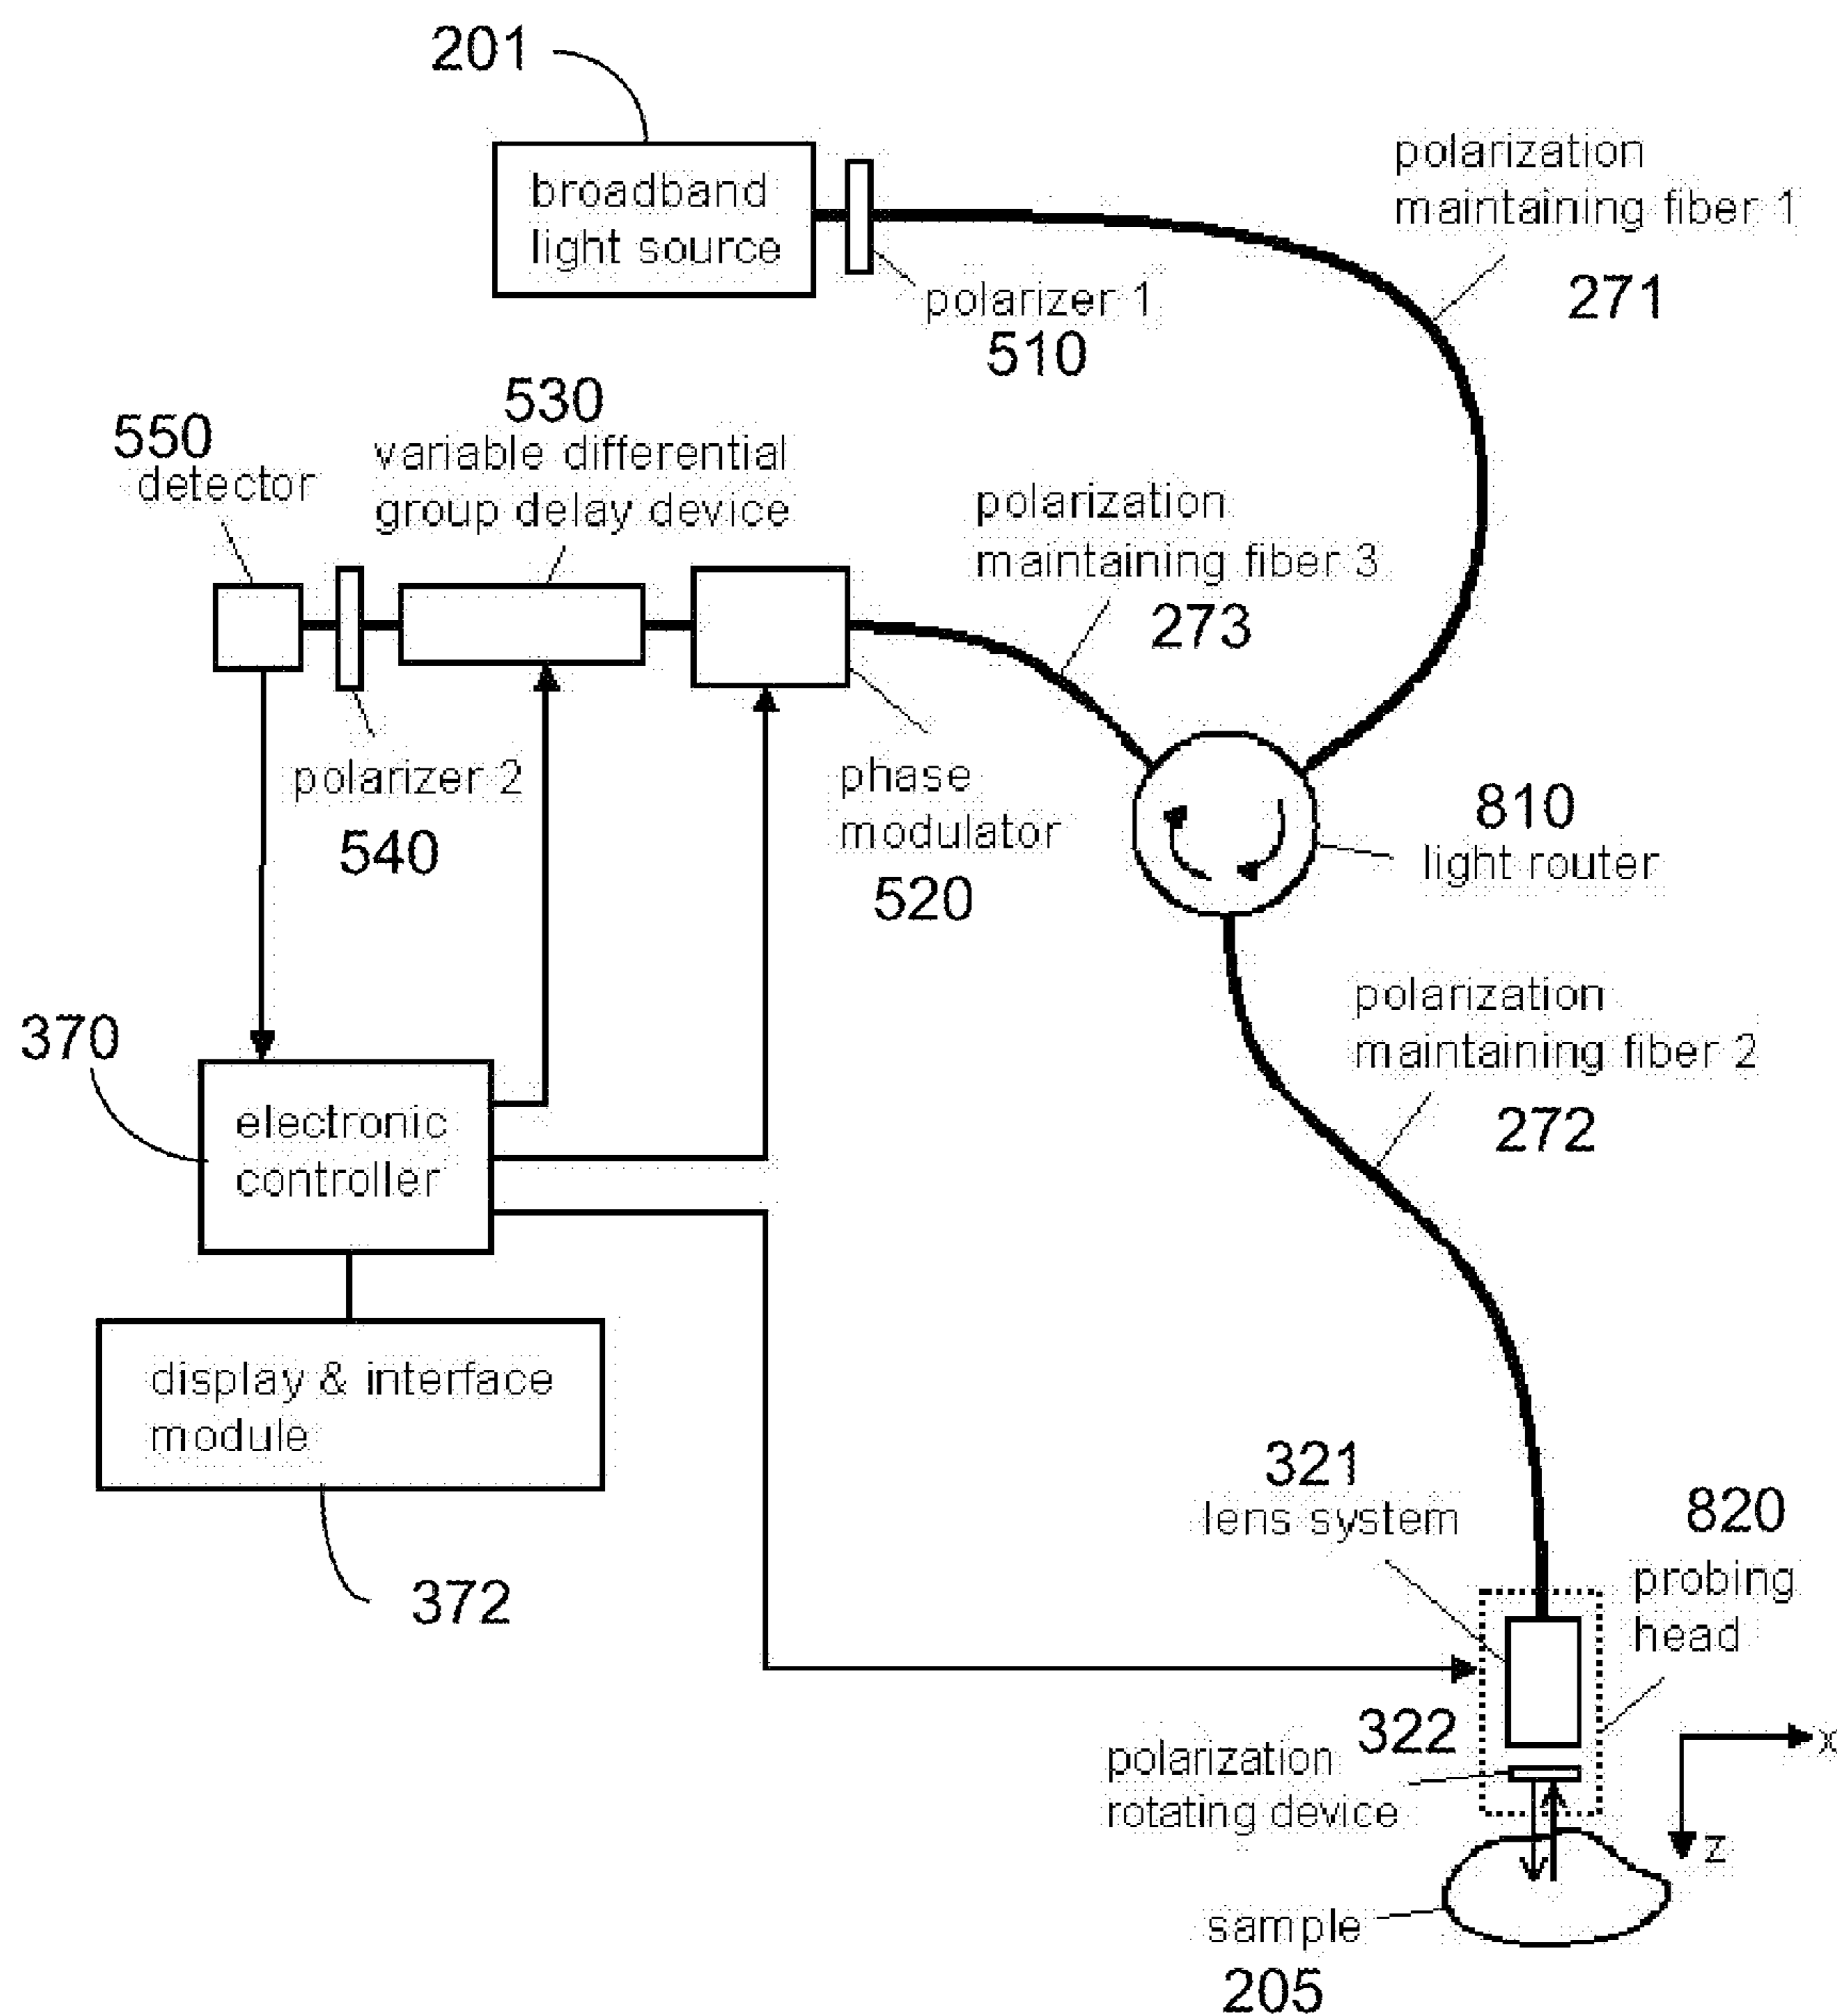 201
broadband
light source
polarization
maintaining fiber 1
271
polarizer 1
510
530
variable differential
group delay device
550
detector
polarization
maintaining fiber 3
273
polarizer 2
540
phase
modulator
520
810
light router
370
electronic
controller
polarization
maintaining fiber 2
272
display & interface
module
372
321
lens system
820
probing
head
322
polarization
rotating device
x
z
sample
205